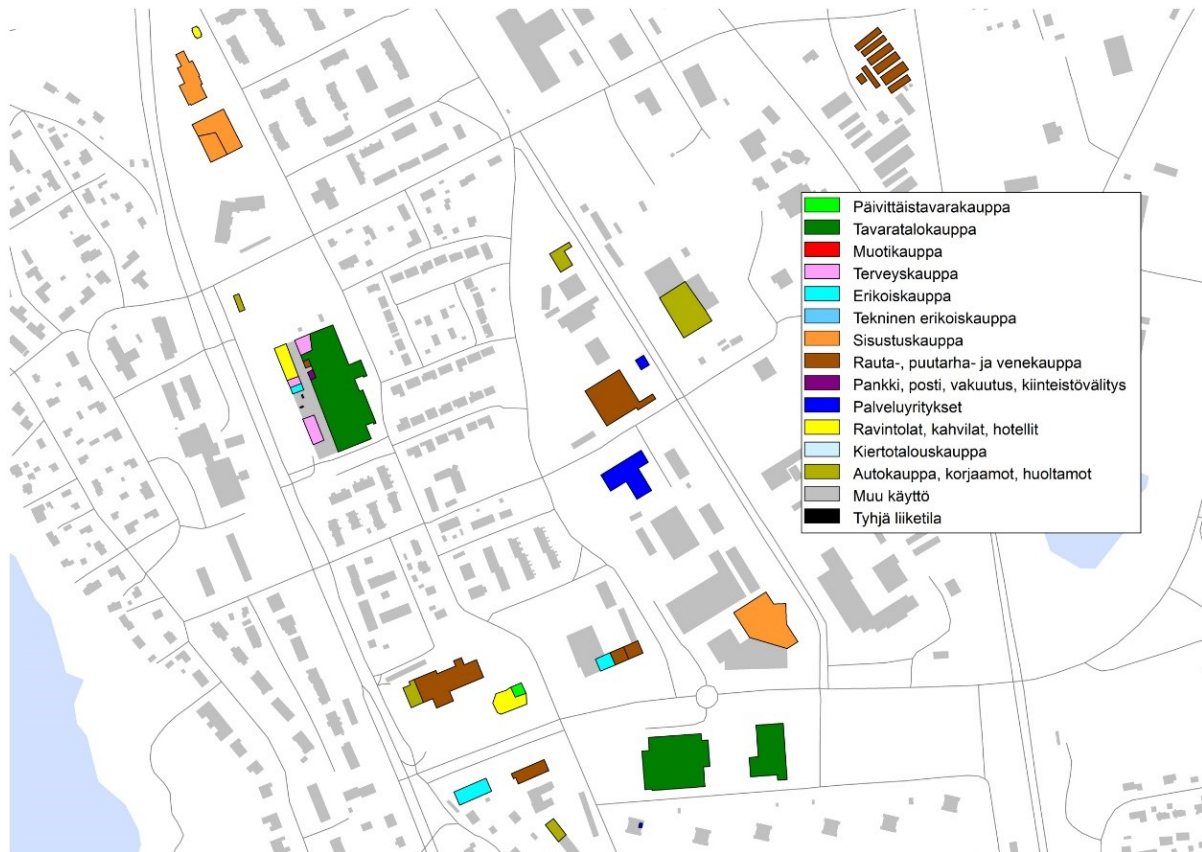 Päivittäistavarakauppa
Tavaratalokauppa
Muotikauppa
Terveyskauppa
Erikoiskauppa
Tekninen erikoiskauppa
Sisustuskauppa
Rauta-, puutarha- ja venekauppa
Pankki, posti, vakuutus, kiinteistövälitys
Palveluyritykset
Ravintolat, kahvilat, hotellit
Kiertotalouskauppa
Autokauppa, korjaamot, huoltamot
Muu käyttö
Tyhjä liiketila